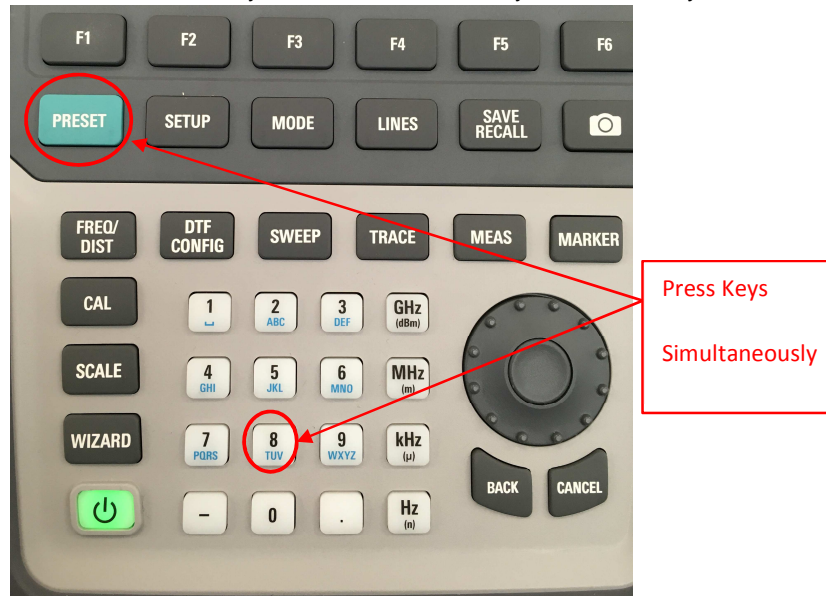 F1 F2 F3 F4 F5 F6
PRESET SETUP MODE LINES SAVE
RECALL
FREQ/
DIST
DTF
CONFIG
SWEEP TRACE MEAS MARKER
Press Keys
Simultaneously
CAL
1
2
ABC
3
DEF
GHz
(dBm)
SCALE
4
GHI
5
JKL
6
MNO
MHz
(m)
WIZARD
7
PQRS
8
TUV
9
WXYZ
kHz
(µ)
BACK CANCEL
– 0 . Hz
(n)